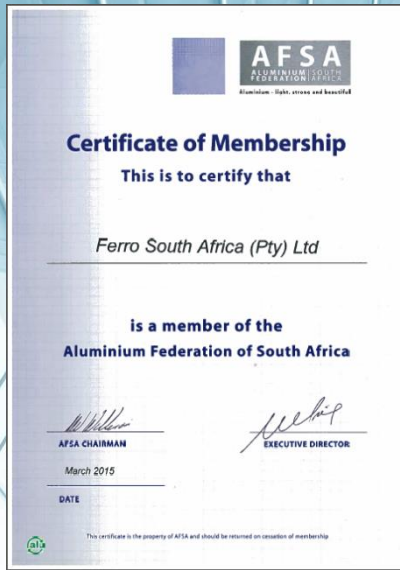 AFSA
ALUMINIUM SOUTH
FEDERATION AFRICA
Aluminium - light, strong and beautiful
Certificate of Membership
This is to certify that
Ferro South Africa (Pty) Ltd
is a member of the
Aluminium Federation of South Africa
AFSA CHAIRMAN
EXECUTIVE DIRECTOR
March 2015
DATE
alu
This certificate is the property of AFSA and should be returned on cessation of membership